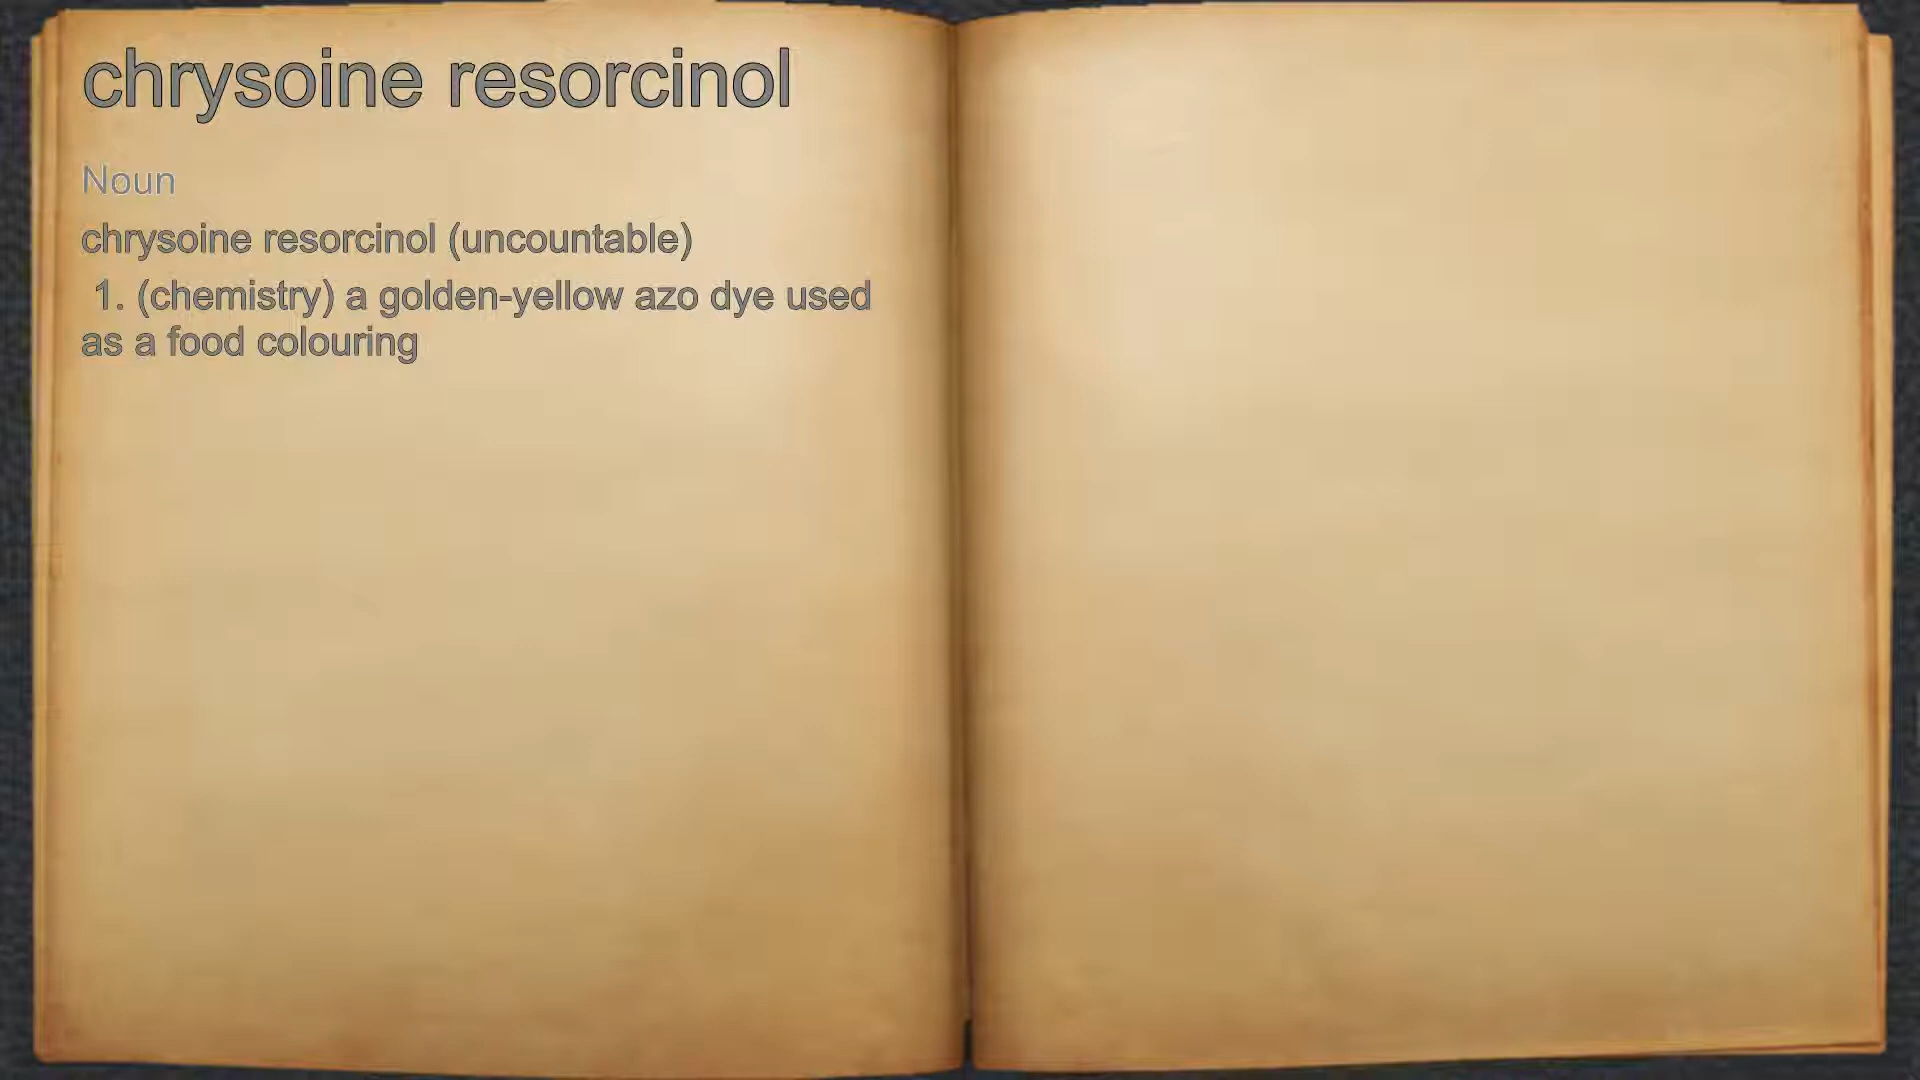 chrysoine resorcinol
Noun
chrysoine resorcinol (uncountable)
1. (chemistry) a golden-yellow azo dye used
as a food colouring